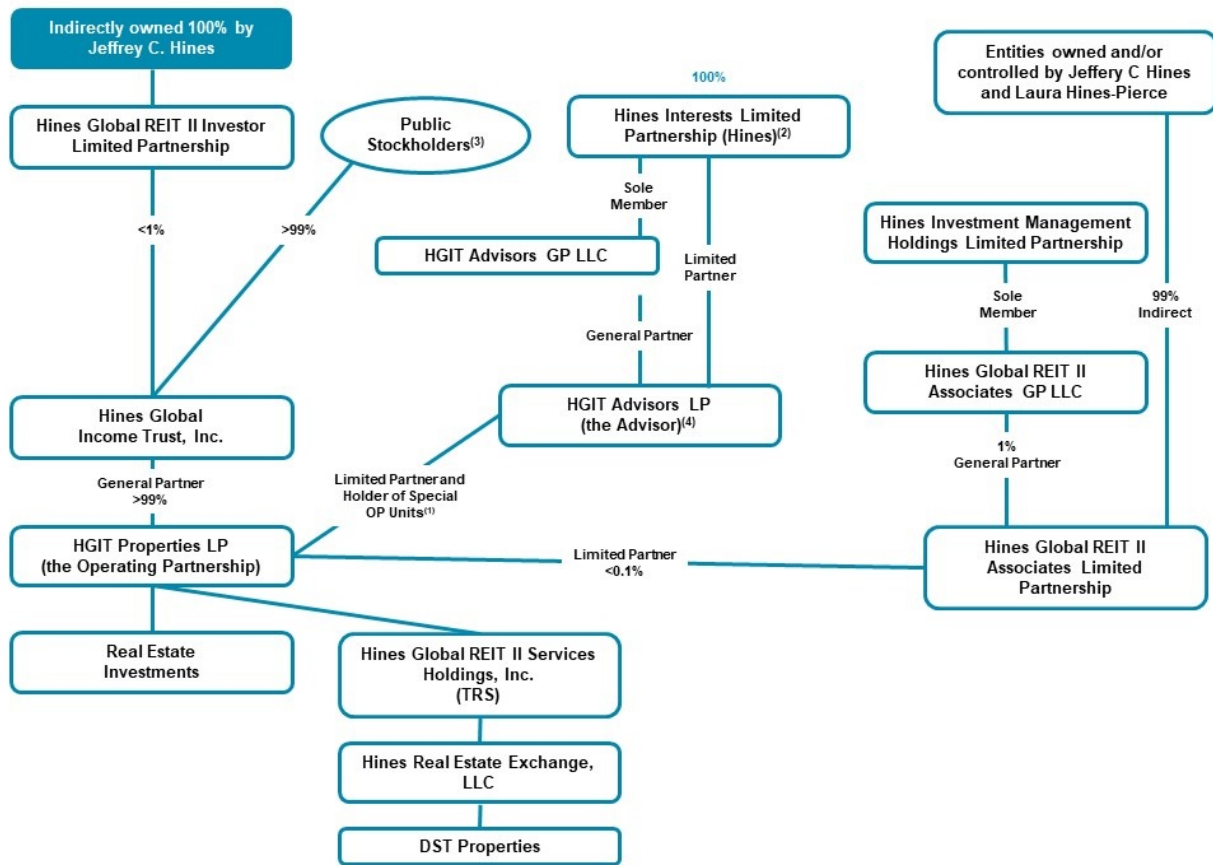 Indirectly owned 100% by
Jeffrey C. Hines
Hines Global REIT II Investor
Limited Partnership
Public
Stockholders(3)
100%
Hines Interests Limited
Partnership (Hines)(2)
Entities owned and/or
controlled by Jeffery C Hines
and Laura Hines-Pierce
<1%
>99%
Sole
Member
HGIT Advisors GP LLC
Limited
Partner
General Partner
Hines Investment Management
Holdings Limited Partnership
Sole
Member
99%
Indirect
Hines Global REIT II
Associates GP LLC
1%
General Partner
Hines Global
Income Trust, Inc.
HGIT Advisors LP
(the Advisor)(4)
General Partner
>99%
Limited Partner and
Holder of Special
OP Units(1)
HGIT Properties LP
(the Operating Partnership)
Limited Partner
<0.1%
Hines Global REIT II
Associates Limited
Partnership
Real Estate
Investments
Hines Global REIT II Services
Holdings, Inc.
(TRS)
Hines Real Estate Exchange,
LLC
DST Properties